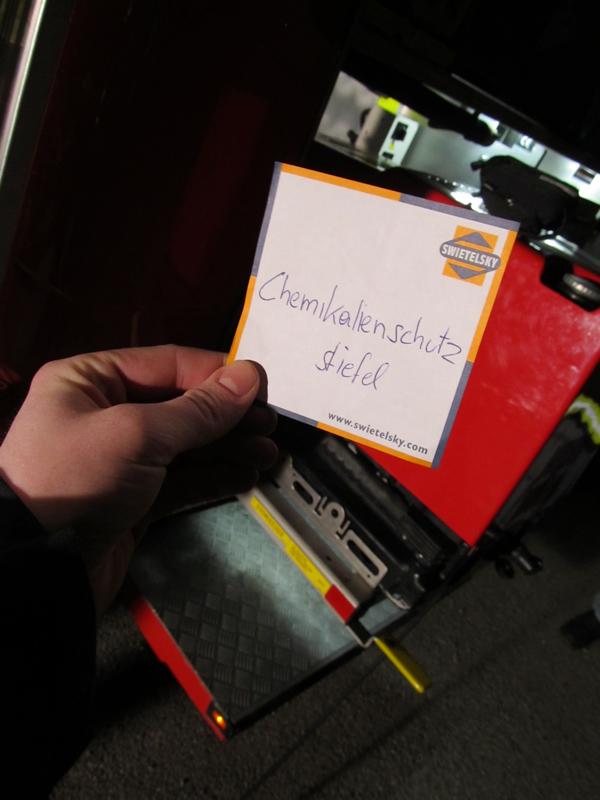 SWIETELSKY
Chemikalienschutz
stiefel
www.swietelsky.com